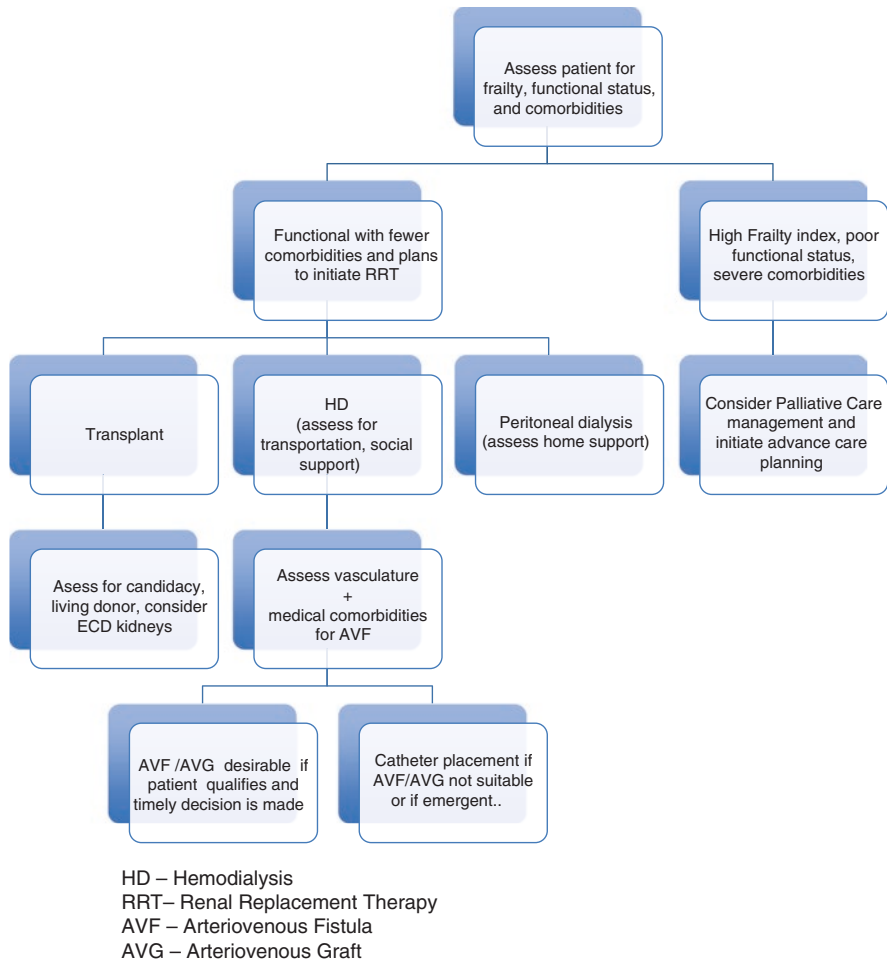 Assess patient for
frailty, functional status,
and comorbidities
Functional with fewer
comorbidities and plans
to initiate RRT
High Frailty index, poor
functional status,
severe comorbidities
Transplant
HD
(assess for
transportation, social
support)
Peritoneal dialysis
(assess home support)
Consider Palliative Care
management and
initiate advance care
planning
Asess for candidacy,
living donor, consider
ECD kidneys
Assess vasculature
+
medical comorbidities
for AVF
AVF /AVG desirable if
patient qualifies and
timely decision is made
Catheter placement if
AVF/AVG not suitable
or if emergent..
HD – Hemodialysis
RRT– Renal Replacement Therapy
AVF – Arteriovenous Fistula
AVG – Arteriovenous Graft